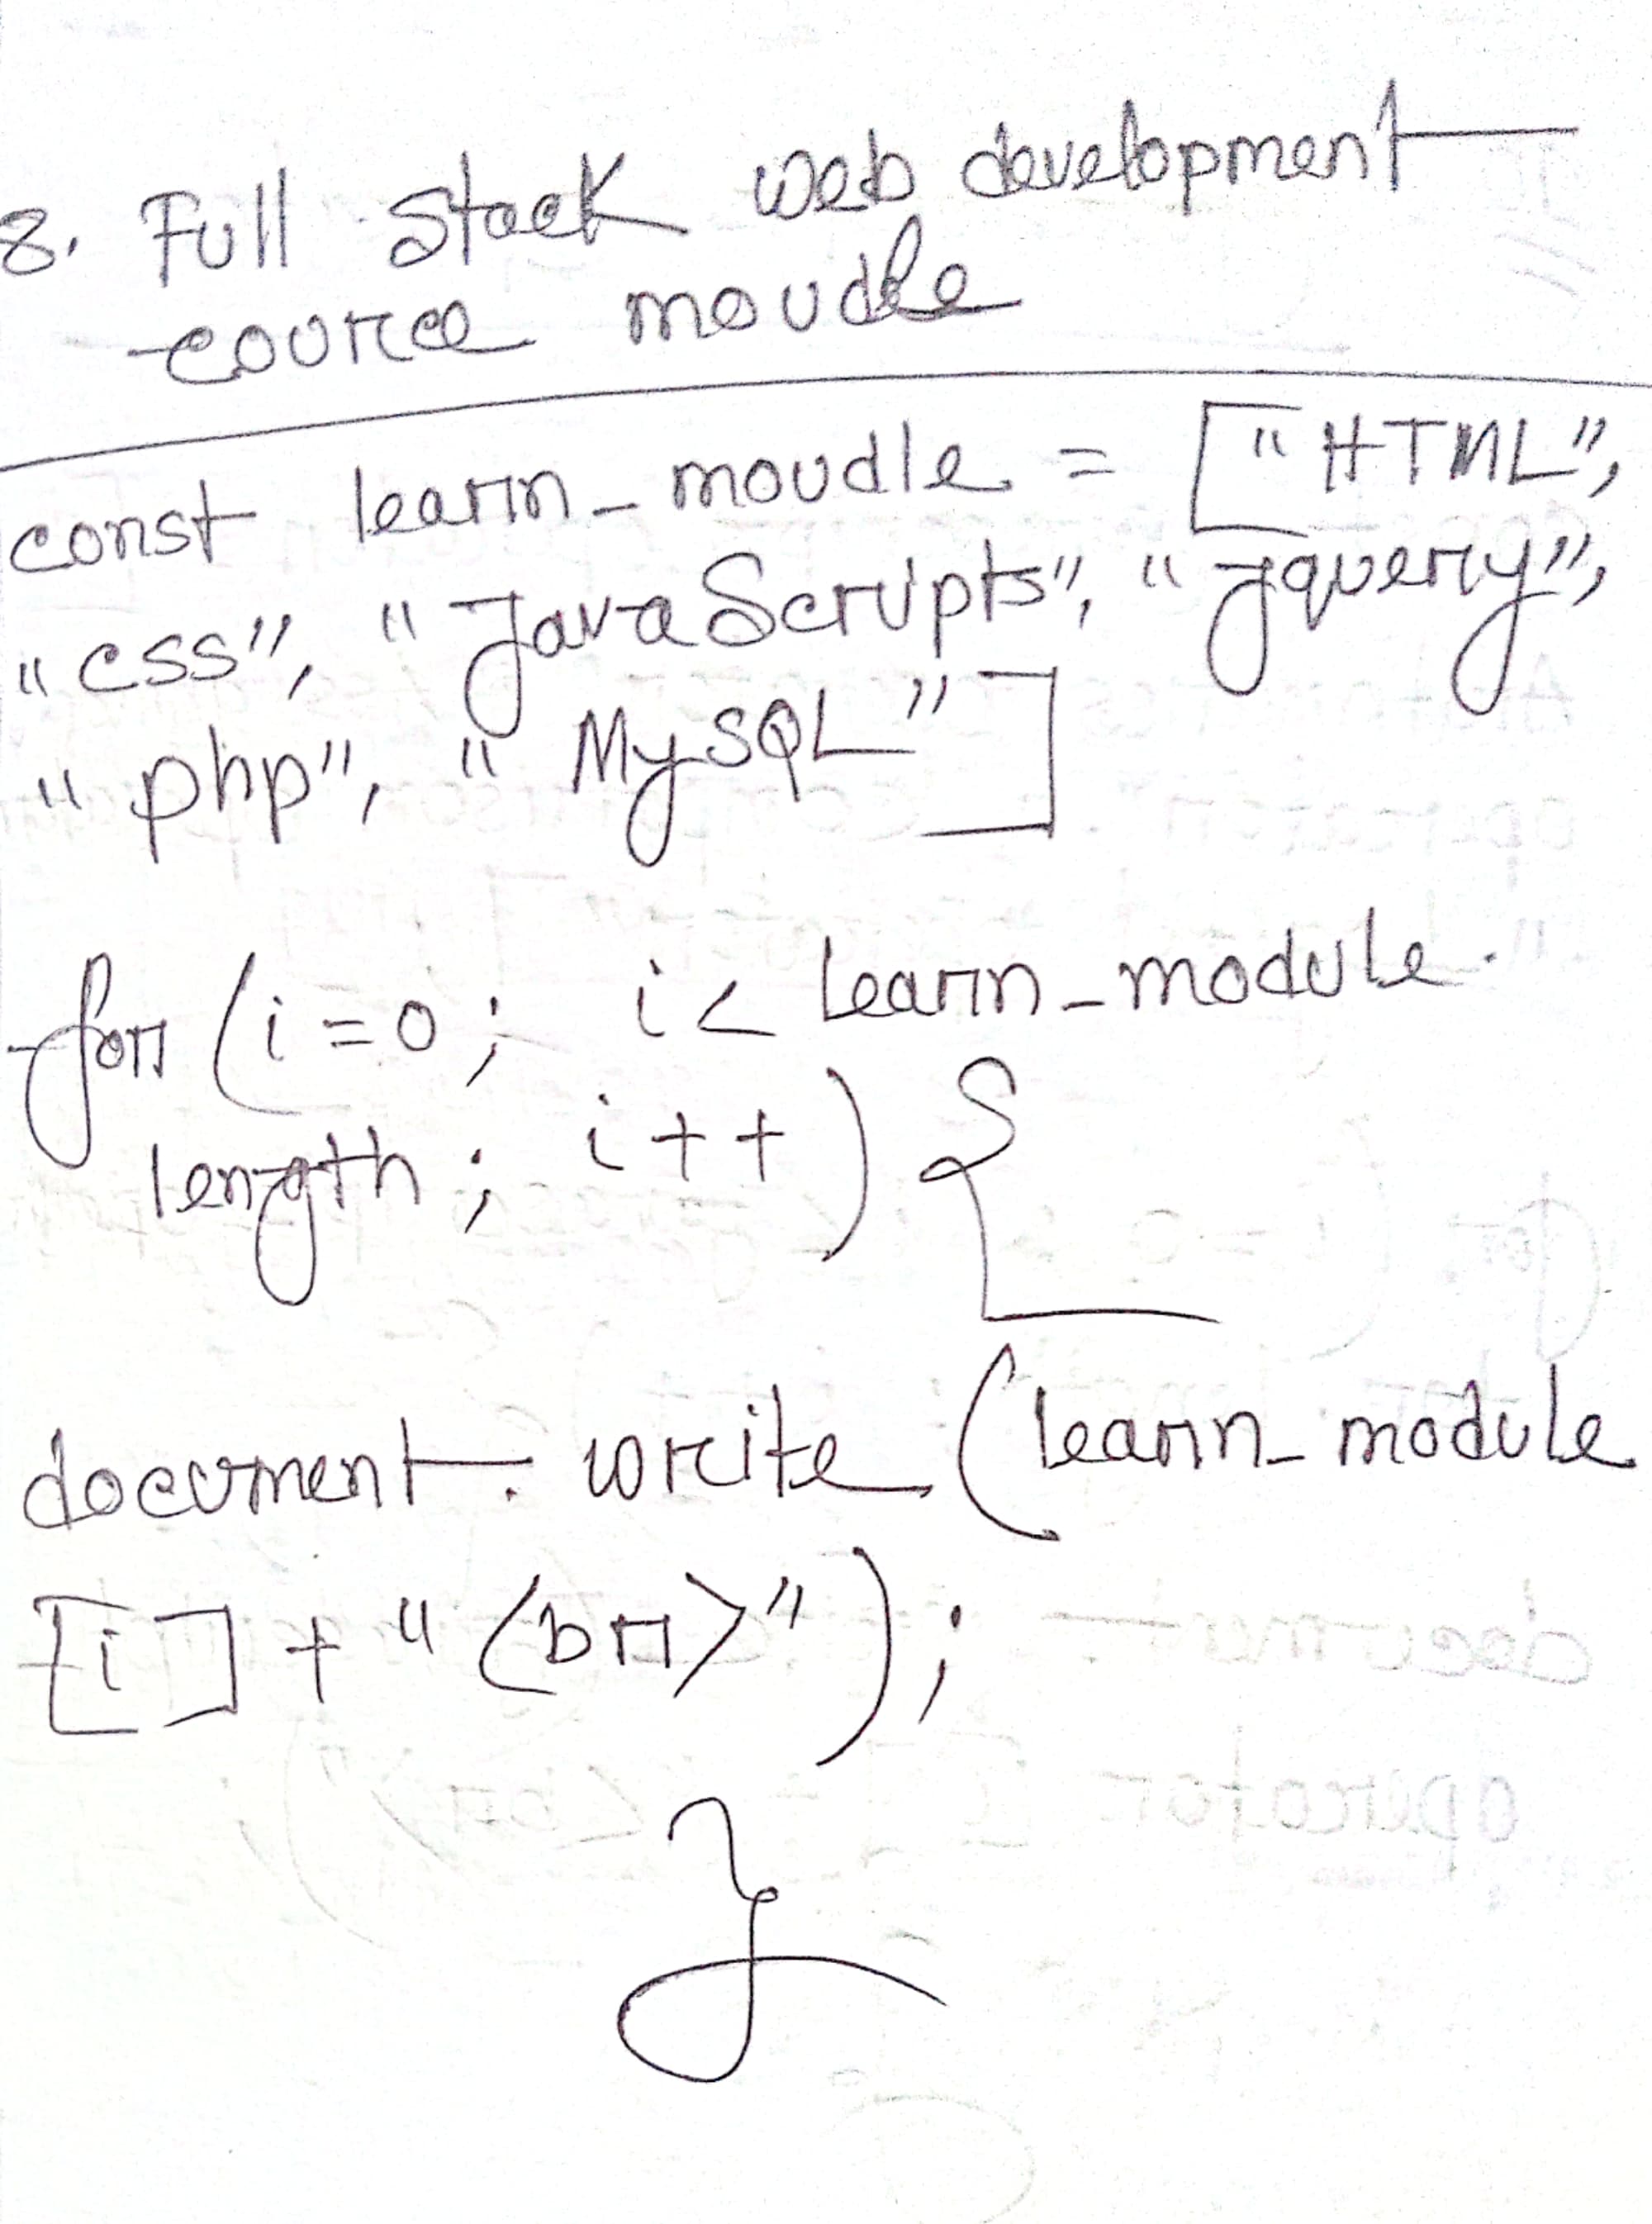 8. Full Stack web development
cource moudle
const learn_moudle = ["HTML",
"css", "JavaScripts", "Jquery",
"php", "MySQL"]
for (i=0; i< learn_module.
length; i++) {
document. write (learn_module
[i] + "<br>");
}